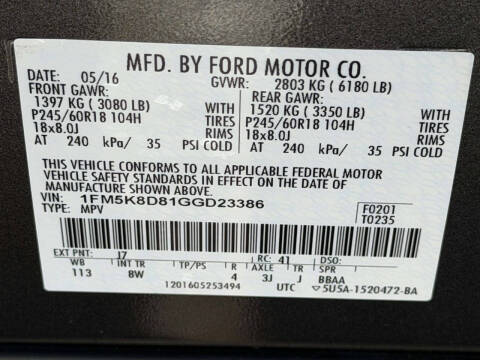 MFD. BY FORD MOTOR CO.
DATE: 05/16 GVWR: 2803 KG ( 6180 LB)
FRONT GAWR: REAR GAWR:
1397 KG ( 3080 LB) WITH 1520 KG ( 3350 LB) WITH
P245/60R18 104H TIRES P245/60R18 104H TIRES
18x8.0J RIMS 18x8.0J RIMS
AT 240 kPa/ 35 PSI COLD AT 240 kPa/ 35 PSI COLD
THIS VEHICLE CONFORMS TO ALL APPLICABLE FEDERAL MOTOR
VEHICLE SAFETY STANDARDS IN EFFECT ON THE DATE OF
MANUFACTURE SHOWN ABOVE.
VIN: 1FM5K8D81GGD23386 F0201
TYPE: MPV T0235
EXT PNT: J7 RC: 41 DSO:
WB INT TR TP/PS R AXLE TR SPR
113 8W 4 3J J BBAA
1201605253494 UTC ▽5U5A-1520472-BA